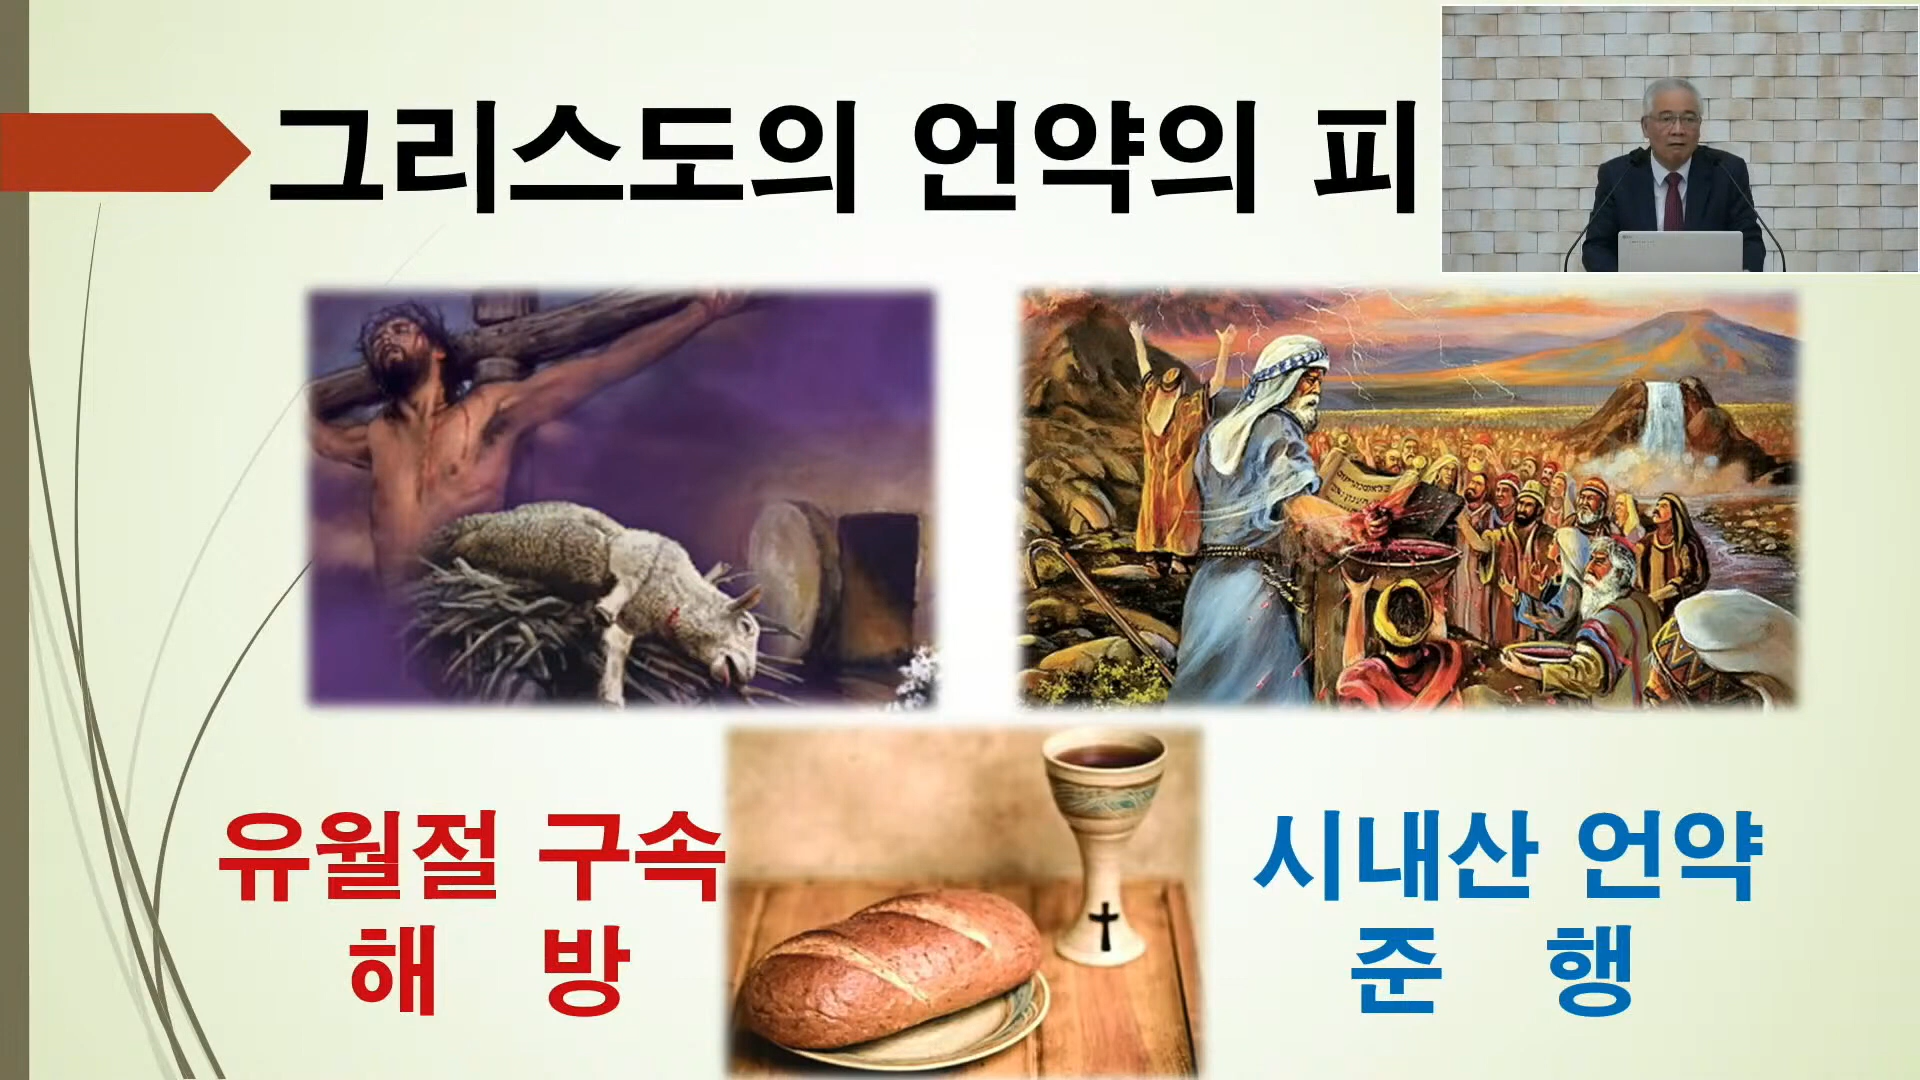 그리스도의 언약의 피
유월절 구속
해 방
시내산 언약
준 행